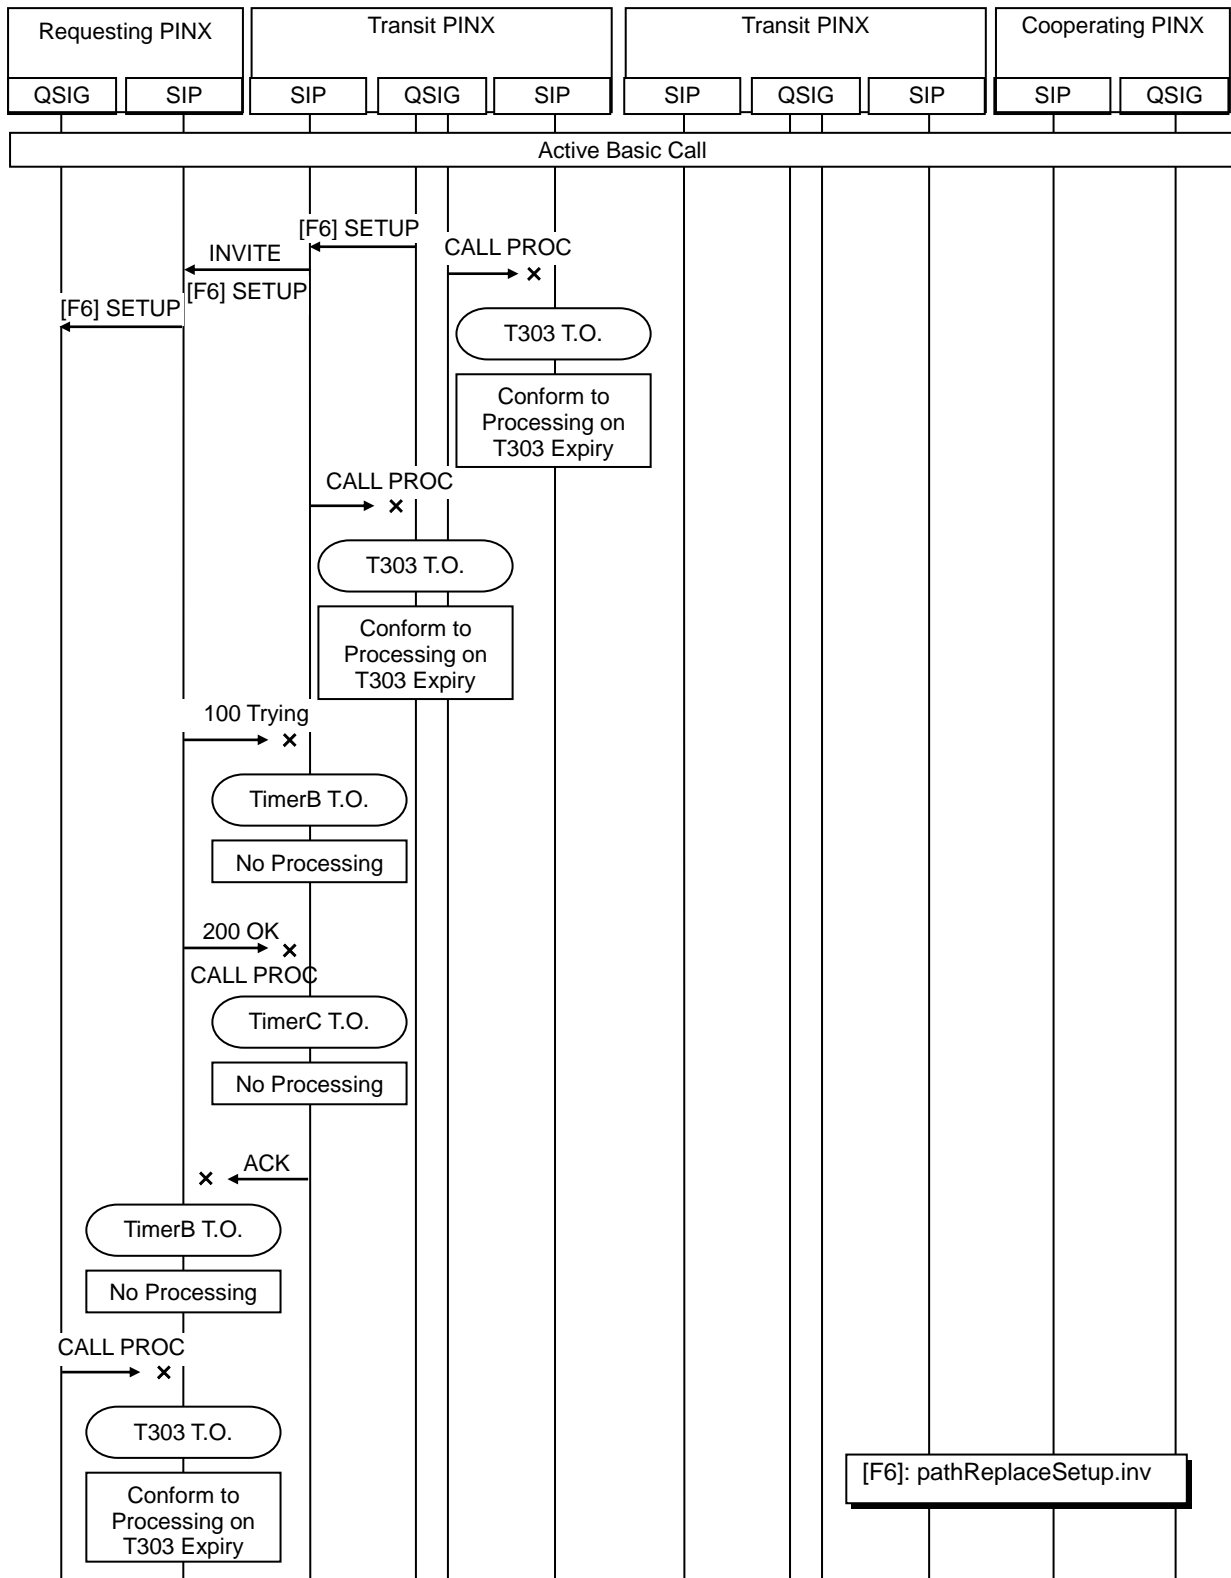 Requesting PINX
Transit PINX
Transit PINX
Cooperating PINX
QSIG
SIP
SIP
QSIG
SIP
SIP
QSIG
SIP
SIP
QSIG
Active Basic Call
[F6] SETUP
CALL PROC
INVITE
[F6] SETUP
[F6] SETUP
T303 T.O.
Conform to
Processing on
T303 Expiry
CALL PROC
T303 T.O.
Conform to
Processing on
T303 Expiry
100 Trying
TimerB T.O.
No Processing
200 OK
CALL PROC
TimerC T.O.
No Processing
ACK
TimerB T.O.
No Processing
CALL PROC
T303 T.O.
[F6]: pathReplaceSetup.inv
Conform to
Processing on
T303 Expiry